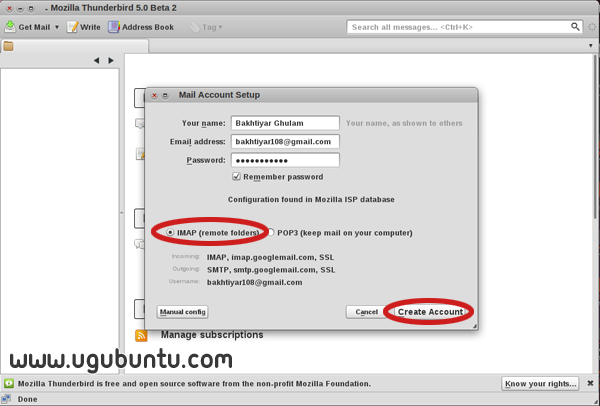 - Mozilla Thunderbird 5.0 Beta 2
Get Mail Write Address Book Tag Search all messages... <Ctrl+K>
Mail Account Setup
Your name: Bakhtiyar Ghulam Your name, as shown to others
Email address: bakhtiyar108@gmail.com
Password: ●●●●●●●●●●●
Remember password
Configuration found in Mozilla ISP database
IMAP (remote folders) POP3 (keep mail on your computer)
Incoming: IMAP, imap.googlemail.com, SSL
Outgoing: SMTP, smtp.googlemail.com, SSL
Username: bakhtiyar108@gmail.com
Manual config Cancel Create Account
Manage subscriptions
www.ugubuntu.com
Mozilla Thunderbird is free and open source software from the non-profit Mozilla Foundation. Know your rights...
Done